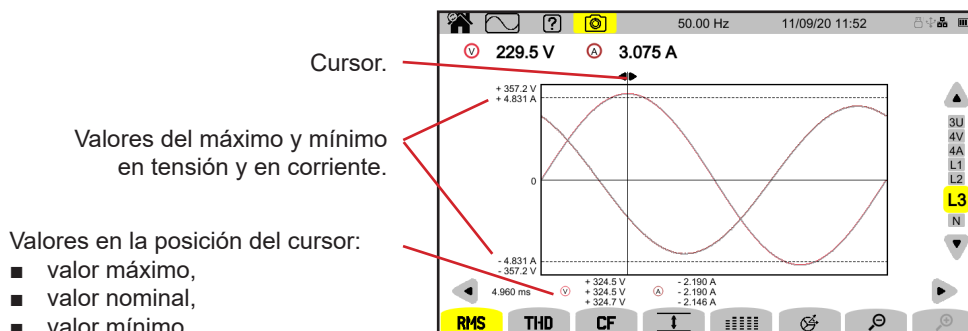 50.00 Hz 11/09/20 11:52
V 229.5 V A 3.075 A
Cursor.
+ 357.2 V
+ 4.831 A
Valores del máximo y mínimo
en tensión y en corriente.
3U
4V
4A
L1
L2
L3
N
0
Valores en la posición del cursor:
- 4.831 A
- 357.2 V
■ valor máximo,
4.960 ms V + 324.5 V A - 2.190 A
+ 324.5 V - 2.190 A
+ 324.7 V - 2.146 A
■ valor nominal,
■ valor mínimo
RMS THD CF